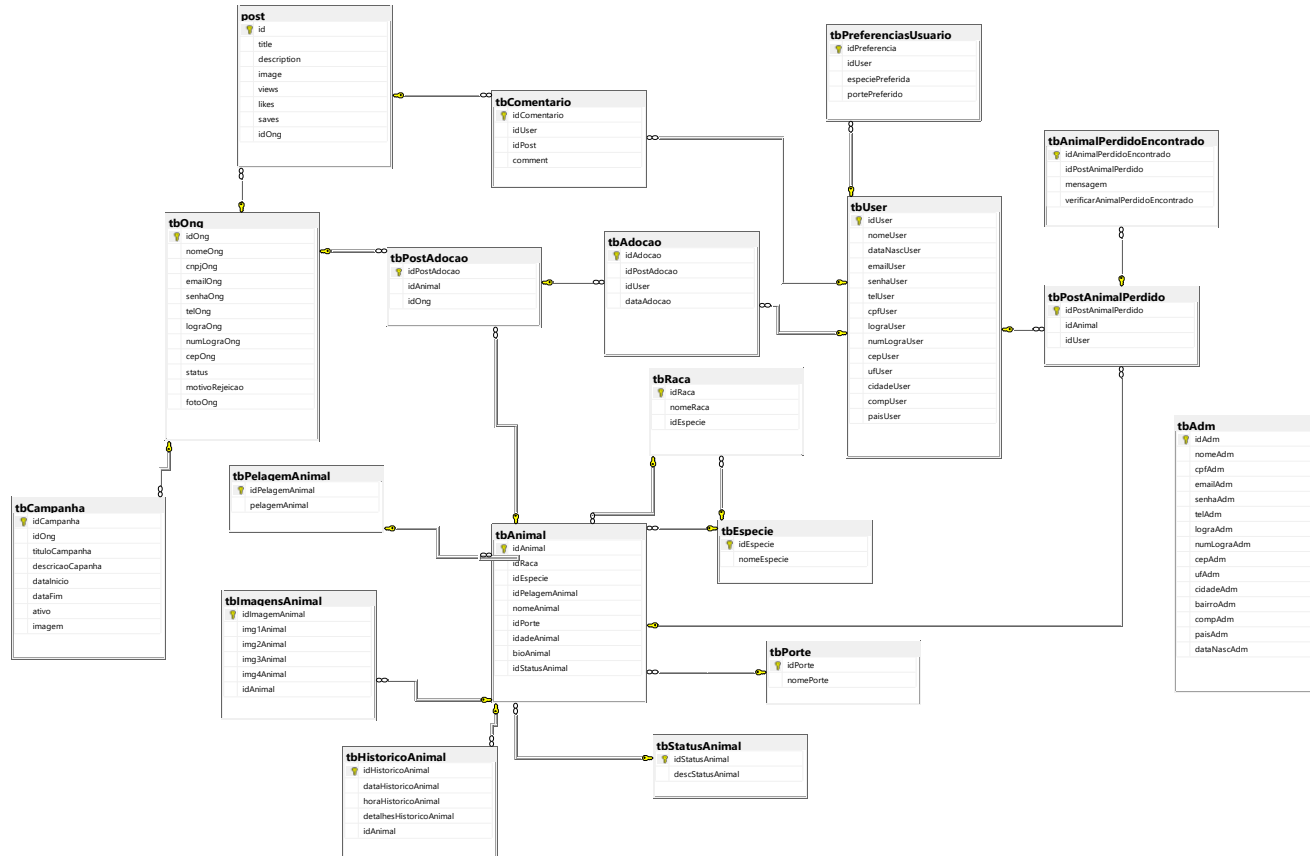 post
id
title
description
image
views
likes
saves
idOng
tbPreferenciasUsuario
idPreferencia
idUser
especiePreferida
portePreferido
tbComentario
idComentario
idUser
idPost
comment
tbAnimalPerdidoEncontrado
idAnimalPerdidoEncontrado
idPostAnimalPerdido
mensagem
verificarAnimalPerdidoEncontrado
tbUser
idUser
nomeUser
dataNascUser
emailUser
senhaUser
telUser
cpfUser
lograUser
numLograUser
cepUser
ufUser
cidadeUser
compUser
paisUser
tbOng
idOng
nomeOng
cnpjOng
emailOng
senhaOng
telOng
lograOng
numLograOng
cepOng
status
motivoRejeicao
fotoOng
tbPostAdocao
idPostAdocao
idAnimal
idOng
tbAdocao
idAdocao
idPostAdocao
idUser
dataAdocao
tbPostAnimalPerdido
idPostAnimalPerdido
idAnimal
idUser
tbRaca
idRaca
nomeRaca
idEspecie
tbAdm
idAdm
nomeAdm
cpfAdm
emailAdm
senhaAdm
telAdm
lograAdm
numLograAdm
cepAdm
ufAdm
cidadeAdm
bairroAdm
compAdm
paisAdm
dataNascAdm
tbPelagemAnimal
idPelagemAnimal
pelagemAnimal
tbCampanha
idCampanha
idOng
tituloCampanha
descricaoCapanha
dataInicio
dataFim
ativo
imagem
tbAnimal
idAnimal
idRaca
idEspecie
idPelagemAnimal
nomeAnimal
idPorte
idadeAnimal
bioAnimal
idStatusAnimal
tbEspecie
idEspecie
nomeEspecie
tbImagensAnimal
idImagemAnimal
img1Animal
img2Animal
img3Animal
img4Animal
idAnimal
tbPorte
idPorte
nomePorte
tbHistoricoAnimal
idHistoricoAnimal
dataHistoricoAnimal
horaHistoricoAnimal
detalhesHistoricoAnimal
idAnimal
tbStatusAnimal
idStatusAnimal
descStatusAnimal